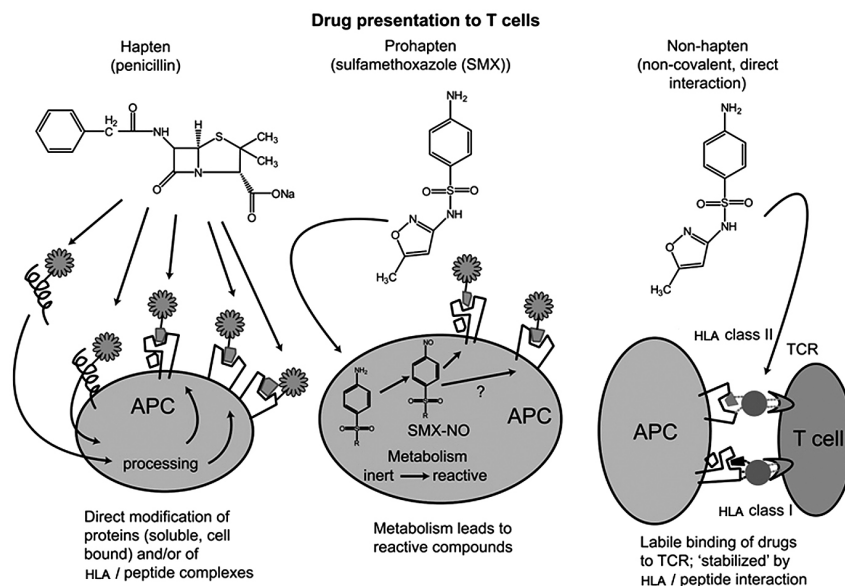 Drug presentation to T cells
Hapten
(penicillin)
Prohapten
(sulfamethoxazole (SMX))
Non-hapten
(non-covalent, direct
interaction)
H₂
C
O
NH
H
S
CH₃
CH₃
N
O
ONa
O
NH₂
O
S
O
NH
N
O
H₃C
NH₂
O
S
O
NH
N
O
H₃C
APC
processing
NH₂
O
S
O
R
NO
O
S
O
R
?
SMX-NO
APC
Metabolism
inert
reactive
HLA class II
TCR
APC
T cell
HLA class I
Direct modification of
proteins (soluble, cell
bound) and/or of
HLA / peptide complexes
Metabolism leads to
reactive compounds
Labile binding of drugs
to TCR; ‘stabilized’ by
HLA / peptide interaction